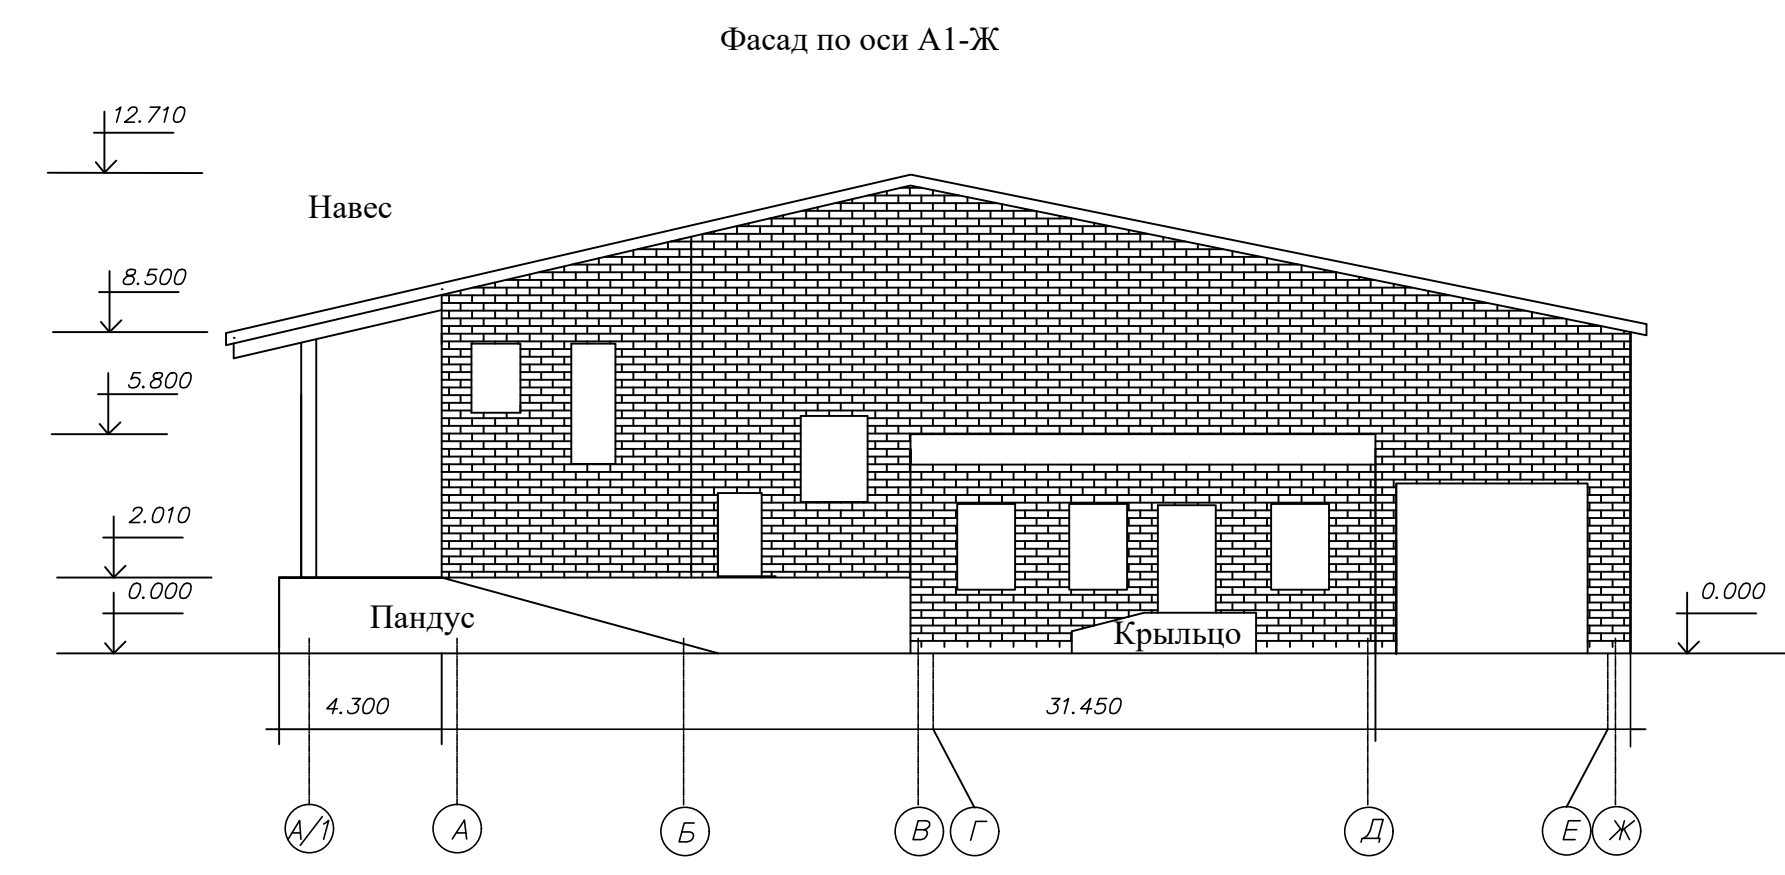 Фасад по оси А1-Ж
12.710
Навес
8.500
5.800
2.010
0.000
0.000
Пандус
Крыльцо
4.300
31.450
А/1
А
Б
В
Г
Д
Е
Ж